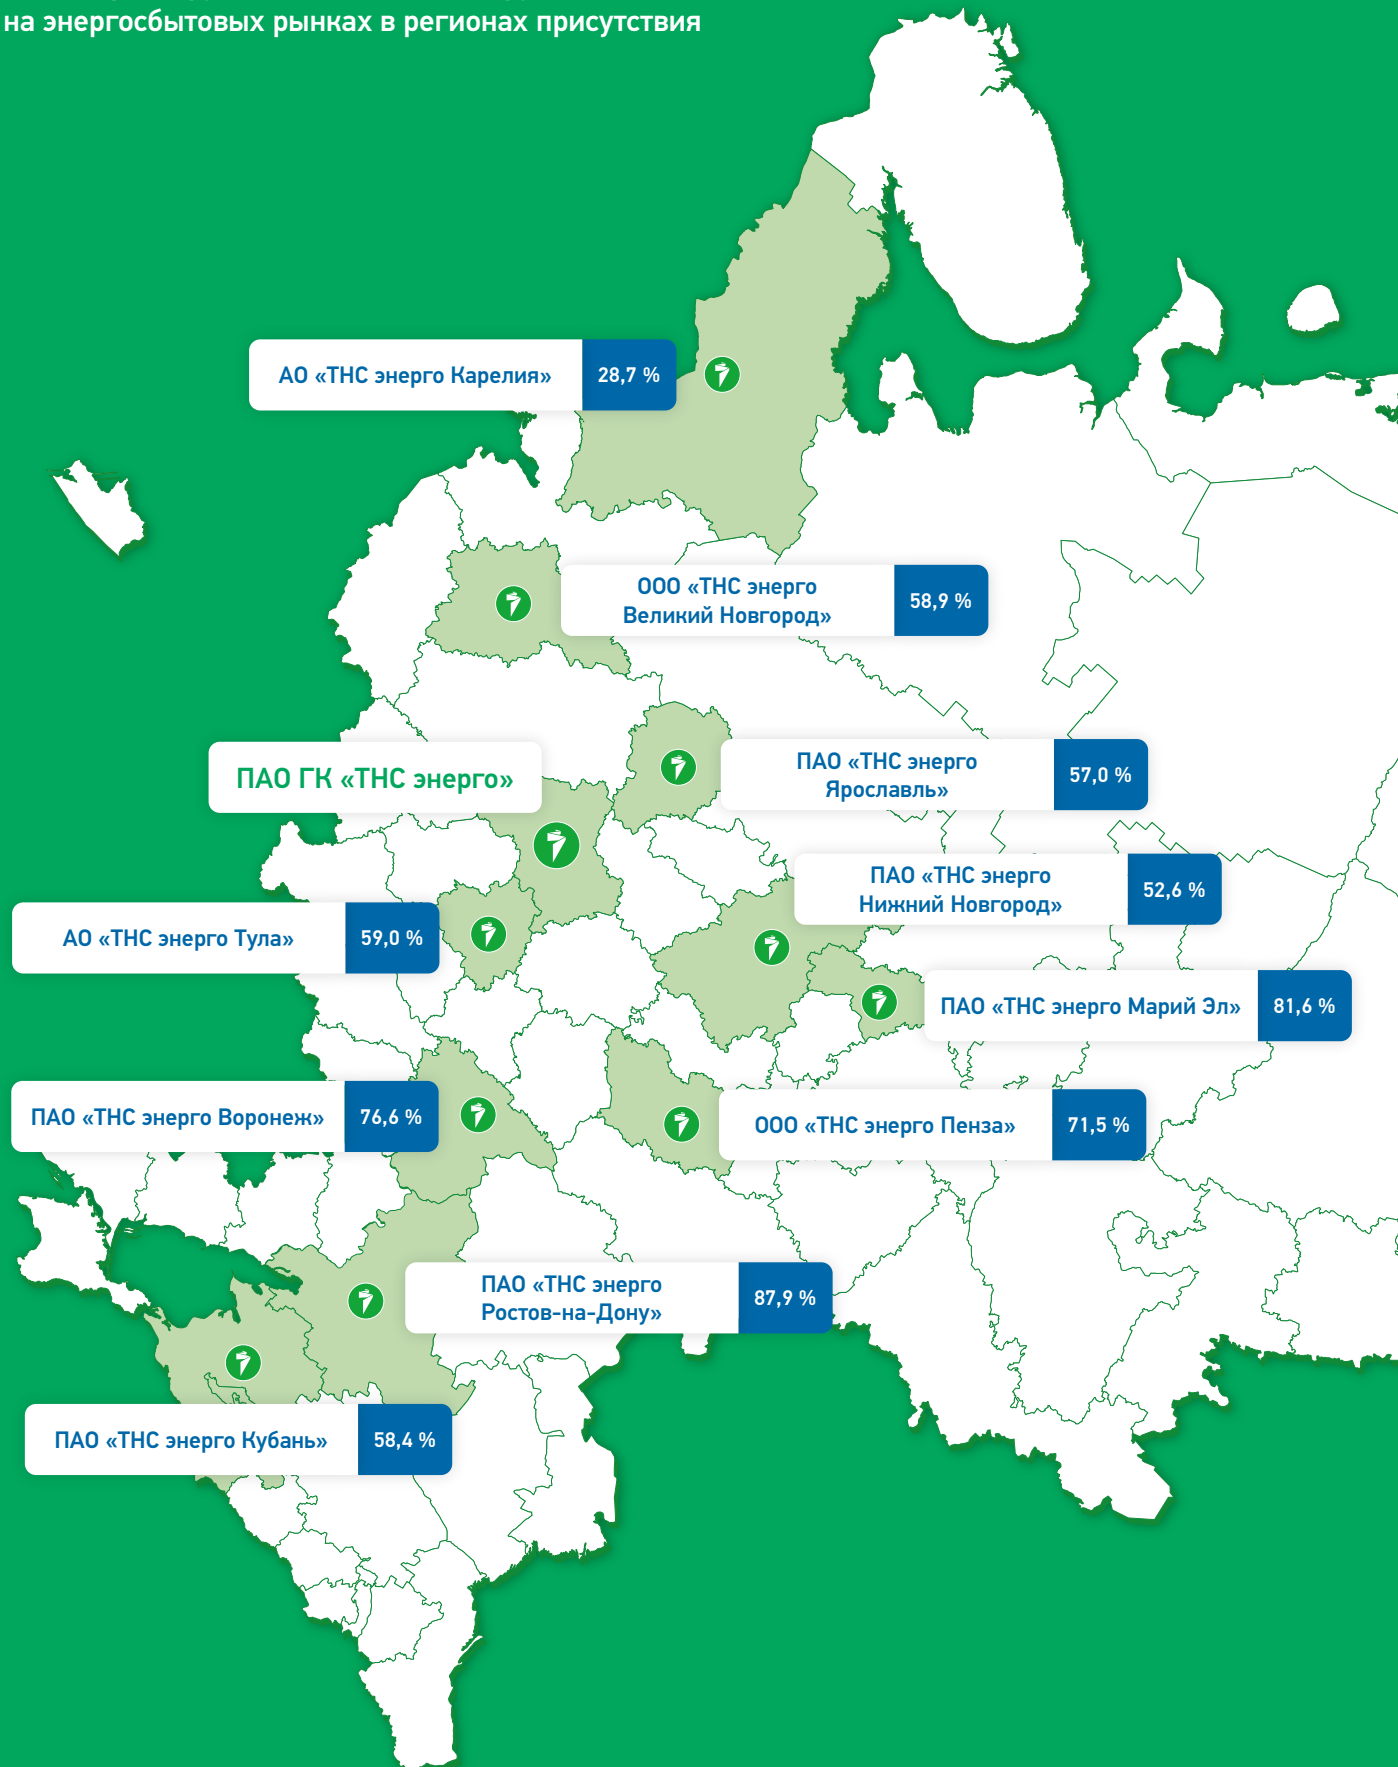 на энергосбытовых рынках в регионах присутствия
АО «ТНС энерго Карелия»
28,7 %
ООО «ТНС энерго
Великий Новгород»
58,9 %
ПАО ГК «ТНС энерго»
ПАО «ТНС энерго
Ярославль»
57,0 %
ПАО «ТНС энерго
Нижний Новгород»
52,6 %
АО «ТНС энерго Тула»
59,0 %
ПАО «ТНС энерго Марий Эл»
81,6 %
ПАО «ТНС энерго Воронеж»
76,6 %
ООО «ТНС энерго Пенза»
71,5 %
ПАО «ТНС энерго
Ростов-на-Дону»
87,9 %
ПАО «ТНС энерго Кубань»
58,4 %